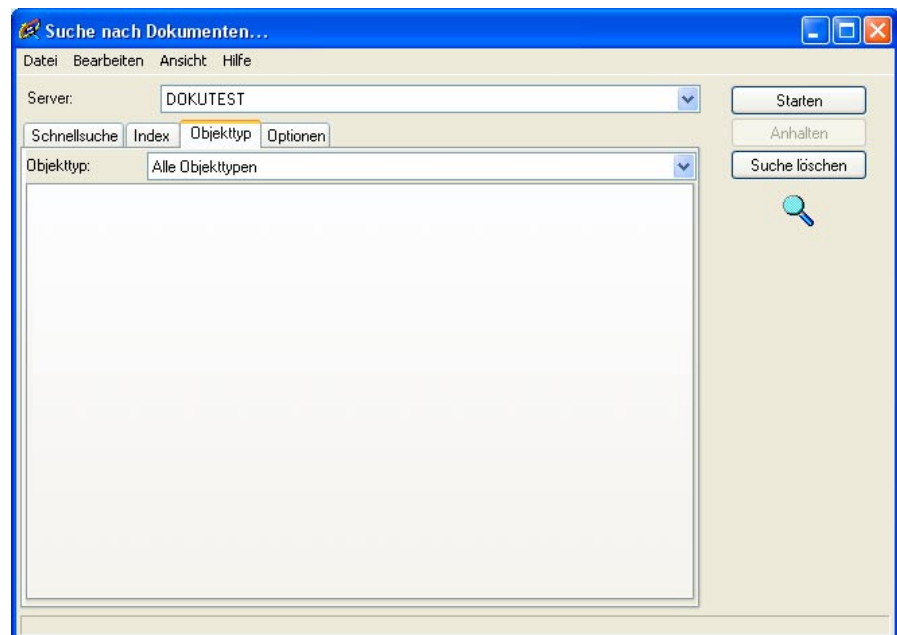 Suche nach Dokumenten...
Datei Bearbeiten Ansicht Hilfe
Server: DOKUTEST Starten
Schnellsuche Index Objekttyp Optionen Anhalten
Objekttyp: Alle Objekttypen Suche löschen